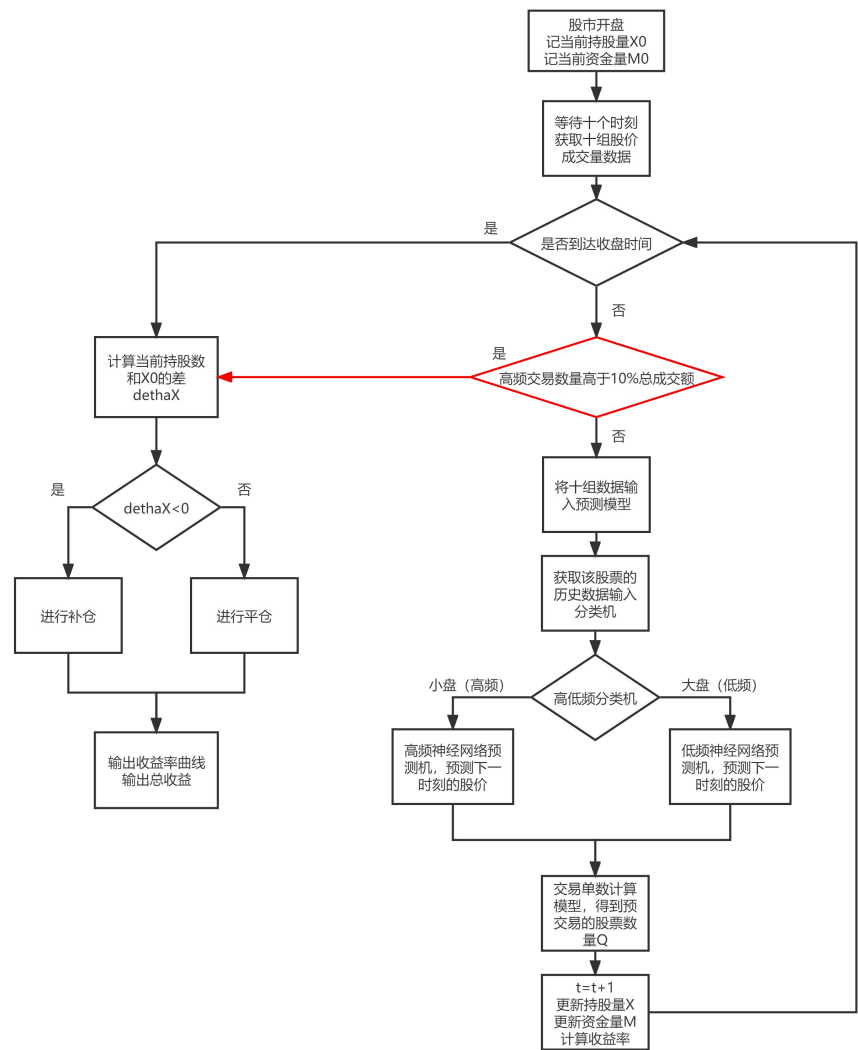 股市开盘
记当前持股量X0
记当前资金量M0
等待十个时刻
获取十组股价
成交量数据
是
是否到达收盘时间
否
计算当前持股数
和X0的差
dethaX
是
高频交易数量高于10%总成交额
否
将十组数据输
入预测模型
是
dethaX<0
否
进行补仓
进行平仓
获取该股票的
历史数据输入
分类机
小盘（高频）
高低频分类机
大盘（低频）
输出收益率曲线
输出总收益
高频神经网络预
测机，预测下一
时刻的股价
低频神经网络预
测机，预测下一
时刻的股价
交易单数计算
模型，得到预
交易的股票数
量Q
t=t+1
更新持股量X
更新资金量M
计算收益率